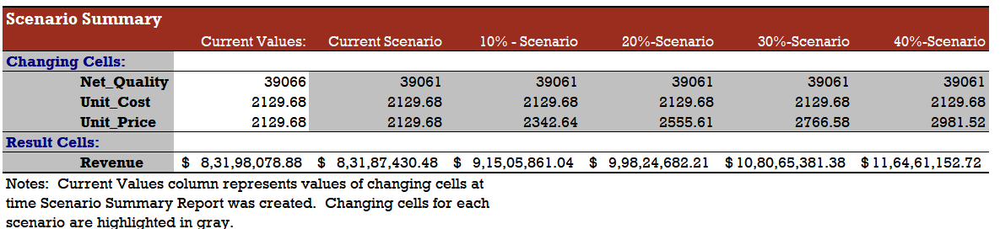 Scenario Summary
Current Values: Current Scenario 10% - Scenario 20%-Scenario 30%-Scenario 40%-Scenario
Changing Cells:
Net_Quality 39066 39061 39061 39061 39061 39061
Unit_Cost 2129.68 2129.68 2129.68 2129.68 2129.68 2129.68
Unit_Price 2129.68 2129.68 2342.64 2555.61 2766.58 2981.52
Result Cells:
Revenue $ 8,31,98,078.88 $ 8,31,87,430.48 $ 9,15,05,861.04 $ 9,98,24,682.21 $ 10,80,65,381.38 $ 11,64,61,152.72
Notes: Current Values column represents values of changing cells at
time Scenario Summary Report was created. Changing cells for each
scenario are highlighted in gray.